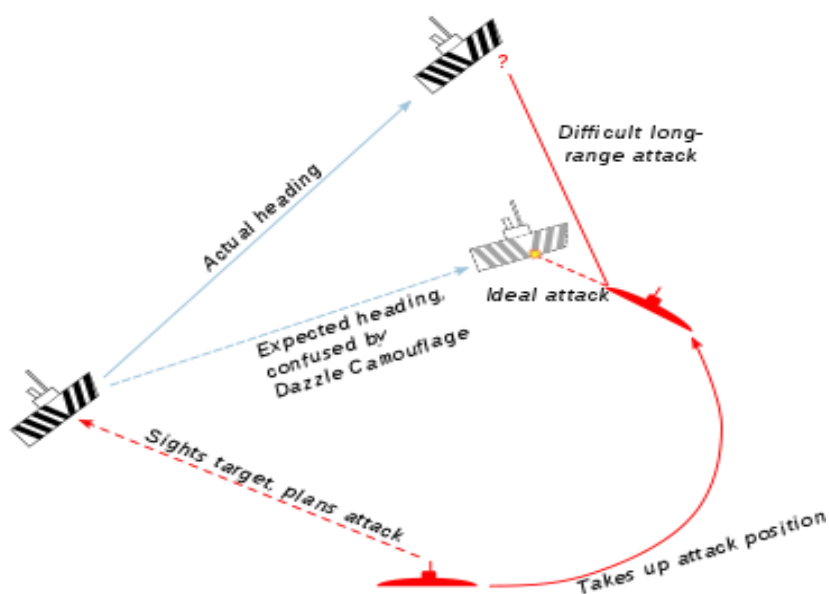 ?
Difficult long-
range attack
Actual heading
Ideal attack
Expected heading,
confused by
Dazzle Camouflage
Sights target, plans attack
Takes up attack position